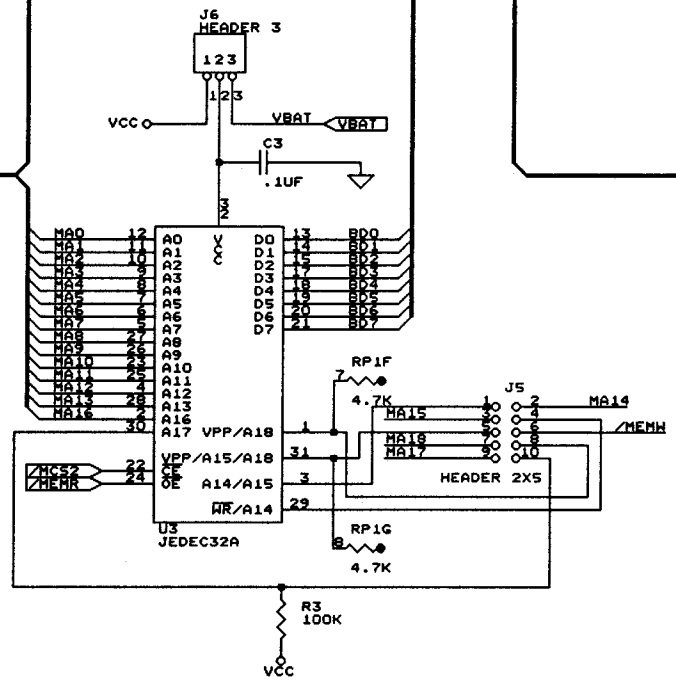 J6
HEADER 3
123
123
VCC
VBAT
VBAT
C3
.1UF
32
MA0 12 A0 VCC D0 13 BD0
MA1 11 A1 D1 14 BD1
MA2 10 A2 D2 15 BD2
MA3 9 A3 D3 17 BD3
MA4 8 A4 D4 18 BD4
MA5 7 A5 D5 19 BD5
MA6 6 A6 D6 20 BD6
MA7 5 A7 D7 21 BD7
MA8 27 A8
MA9 26 A9
MA10 23 A10
MA11 25 A11
MA12 4 A12
MA13 28 A13
MA16 2 A16
30 A17 VPP/A18 1
VPP/A15/A18 31
/MCS2 22 CE
/MEMR 24 OE A14/A15 3
WR/A14 29
U3
JEDEC32A
RP1F
7
4.7K
J5
1 2 MA14
MA15 3 4
5 6 /MEMW
MA18 7 8
MA17 9 10
HEADER 2X5
RP1G
8
4.7K
R3
100K
VCC